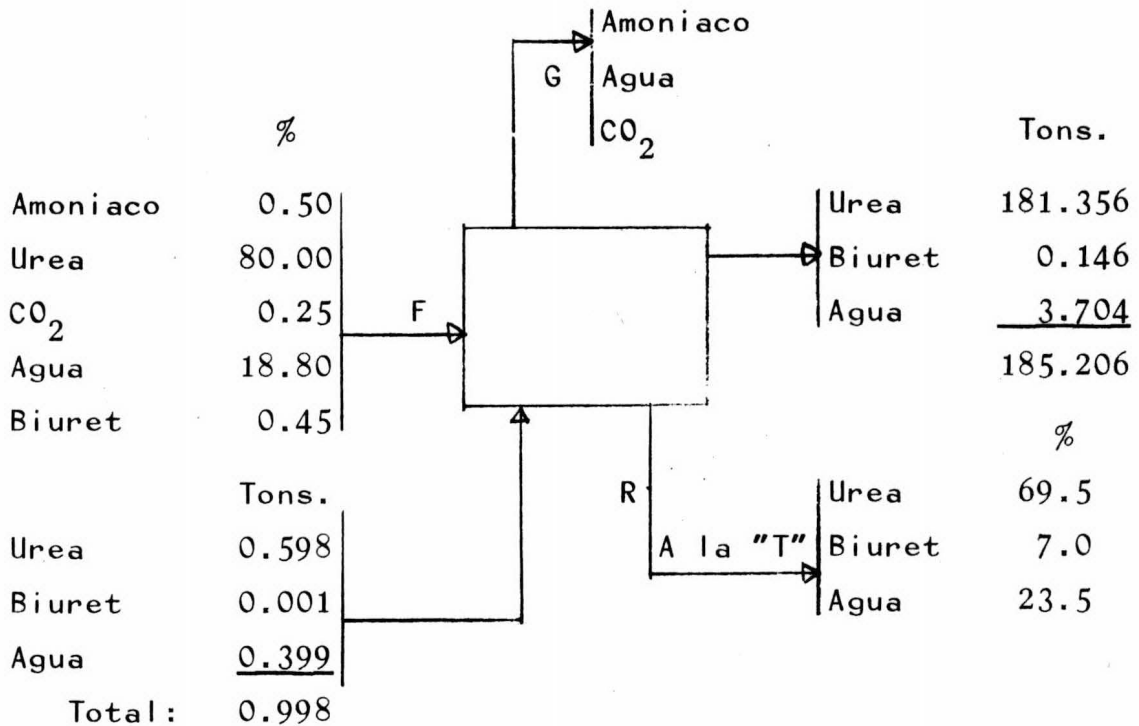 Amoniaco
G Agua
CO2
%
Amoniaco 0.50
Urea 80.00
CO2 0.25
Agua 18.80
Biuret 0.45
F
Tons.
Urea 181.356
Biuret 0.146
Agua 3.704
185.206
Tons.
Urea 0.598
Biuret 0.001
Agua 0.399
Total: 0.998
R
A la "T"
%
Urea 69.5
Biuret 7.0
Agua 23.5